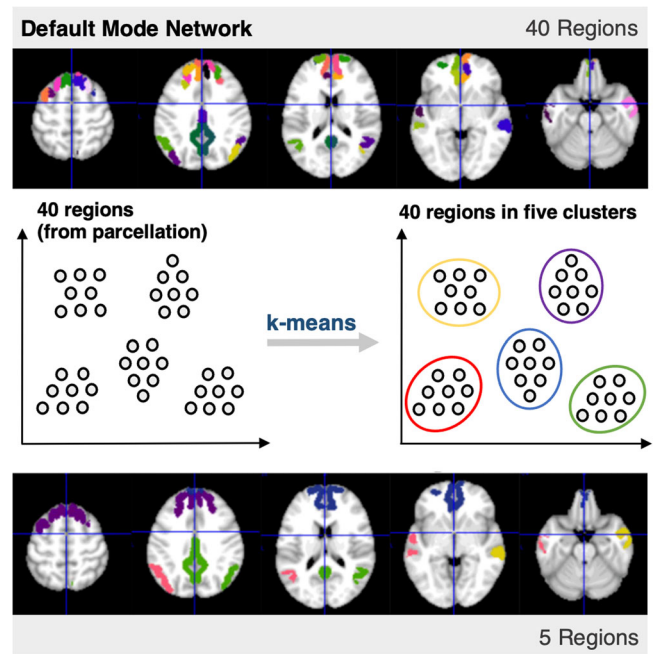 Default Mode Network
40 Regions
40 regions
(from parcellation)
40 regions in five clusters
k-means
5 Regions